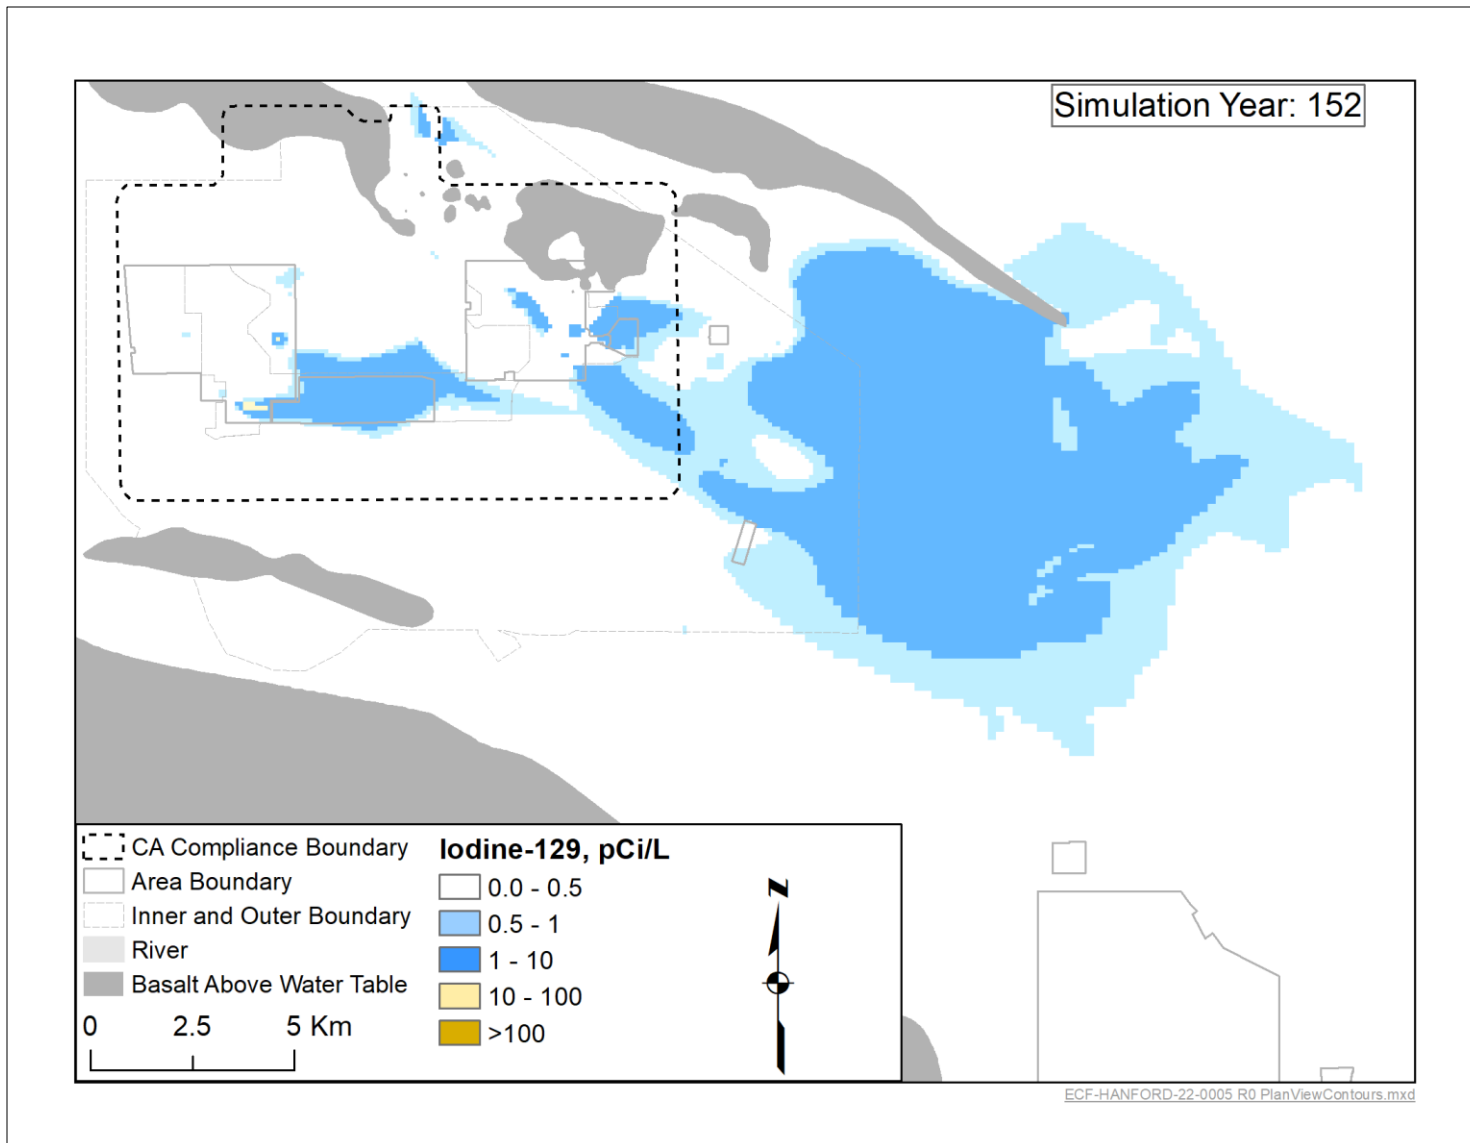 Simulation Year: 152
CA Compliance Boundary
Area Boundary
Inner and Outer Boundary
River
Basalt Above Water Table
0 2.5 5 Km
Iodine-129, pCi/L
0.0 - 0.5
0.5 - 1
1 - 10
10 - 100
>100
N
ECF-HANFORD-22-0005 R0 PlanViewContours.mxd